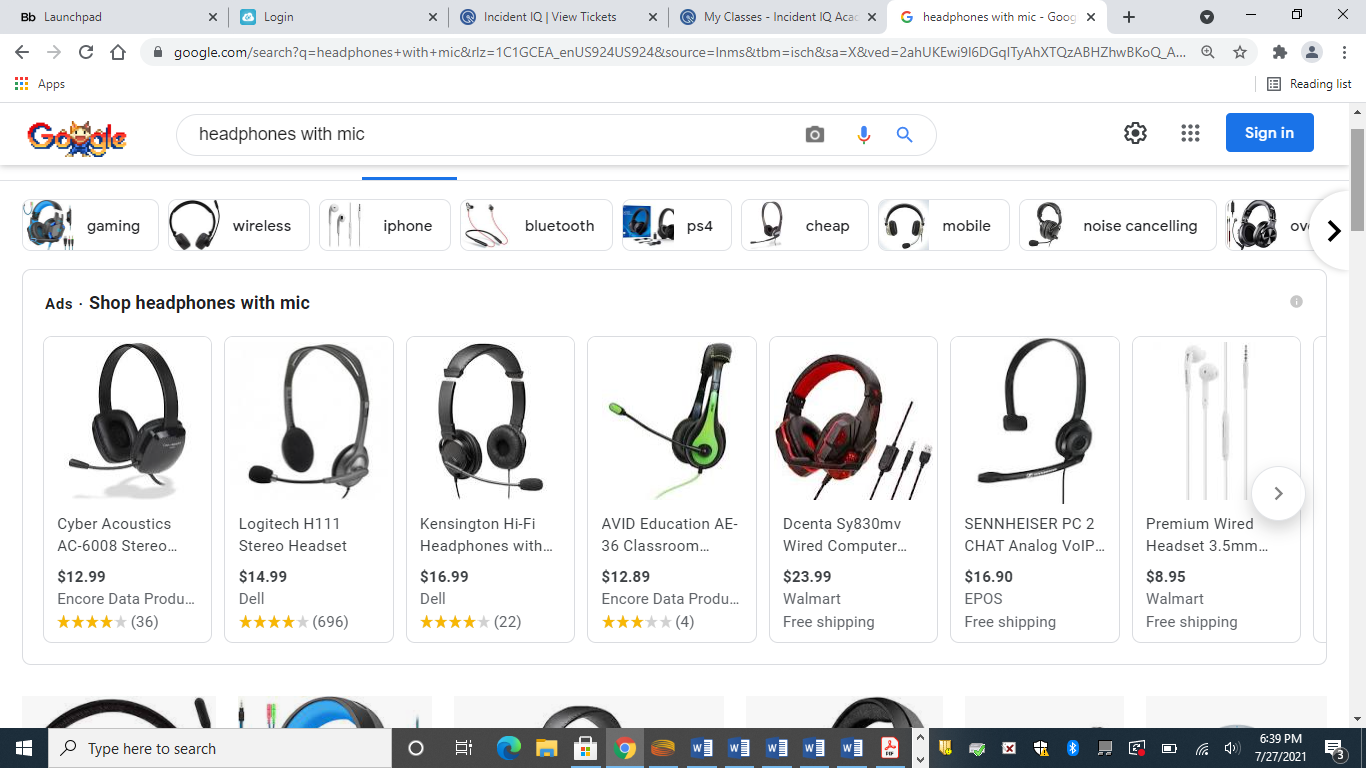 Bb Launchpad
Login
Incident IQ | View Tickets
My Classes - Incident IQ Aca
headphones with mic - Goog
google.com/search?q=headphones+with+mic&rlz=1C1GCEA_enUS924US924&source=lnms&tbm=isch&sa=X&ved=2ahUKEwi9l6DGqITyAhXTQzABHZhwBKoQ_A...
Apps
Reading list
Google
headphones with mic
Sign in
gaming
wireless
iphone
bluetooth
ps4
cheap
mobile
noise cancelling
ov
Ads · Shop headphones with mic
Cyber Acoustics
AC-6008 Stereo...
$12.99
Encore Data Produ...
(36)
Logitech H111
Stereo Headset
$14.99
Dell
(696)
Kensington Hi-Fi
Headphones with...
$16.99
Dell
(22)
AVID Education AE-
36 Classroom...
$12.89
Encore Data Produ...
(4)
Dcenta Sy830mv
Wired Computer...
$23.99
Walmart
Free shipping
SENNHEISER PC 2
CHAT Analog VoIP...
$16.90
EPOS
Free shipping
Premium Wired
Headset 3.5mm...
$8.95
Walmart
Free shipping
Type here to search
6:39 PM
7/27/2021
3